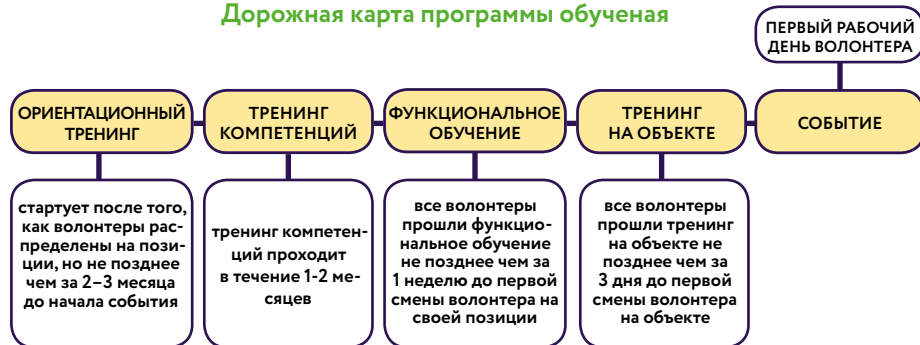 Дорожная карта программы обученая
ПЕРВЫЙ РАБОЧИЙ
ДЕНЬ ВОЛОНТЕРА
ОРИЕНТАЦИОННЫЙ
ТРЕНИНГ
ТРЕНИНГ
КОМПЕТЕНЦИЙ
ФУНКЦИОНАЛЬНОЕ
ОБУЧЕНИЕ
ТРЕНИНГ
НА ОБЪЕКТЕ
СОБЫТИЕ
стартует после того,
как волонтеры рас-
пределены на пози-
ции, но не позднее
чем за 2–3 месяца
до начала события
тренинг компетен-
ций проходит
в течение 1-2 ме-
сяцев
все волонтеры
прошли функцио-
нальное обучение
не позднее чем за
1 неделю до первой
смены волонтера на
своей позиции
все волонтеры
прошли тренинг
на объекте не
позднее чем за
3 дня до первой
смены волонтера
на объекте